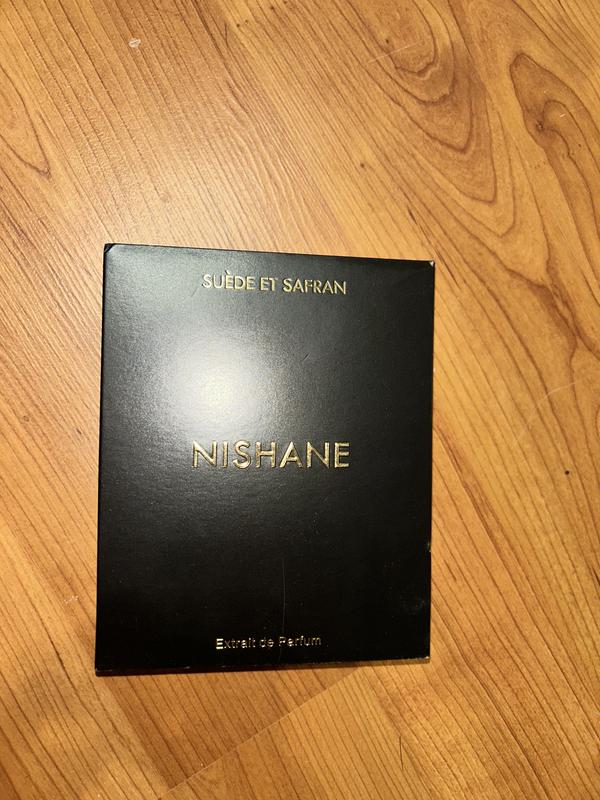 SUÈDE ET SAFRAN
NISHANE
Extrait de Parfum